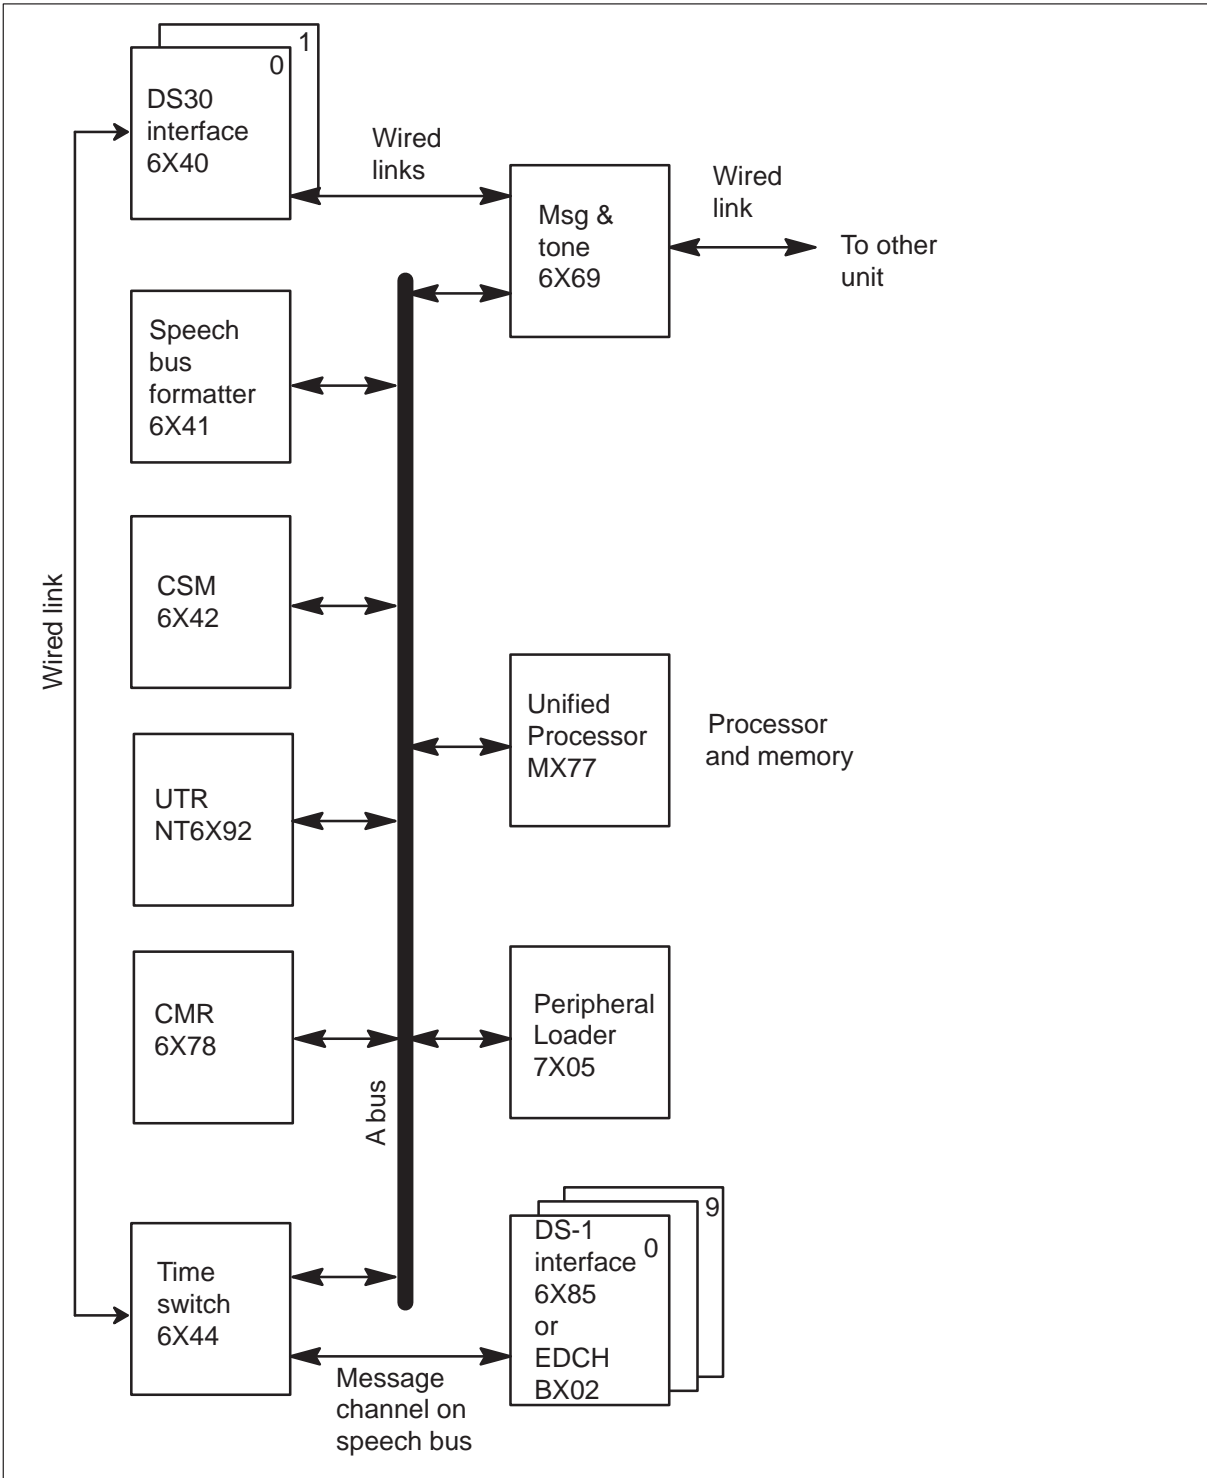 1
0
DS30
interface
6X40
Wired
links
Msg &
tone
6X69
Wired
link
To other
unit
Speech
bus
formatter
6X41
CSM
6X42
Wired link
Unified
Processor
MX77
Processor
and memory
UTR
NT6X92
CMR
6X78
Peripheral
Loader
7X05
A bus
Time
switch
6X44
9
0
DS-1
interface
6X85
or
EDCH
BX02
Message
channel on
speech bus